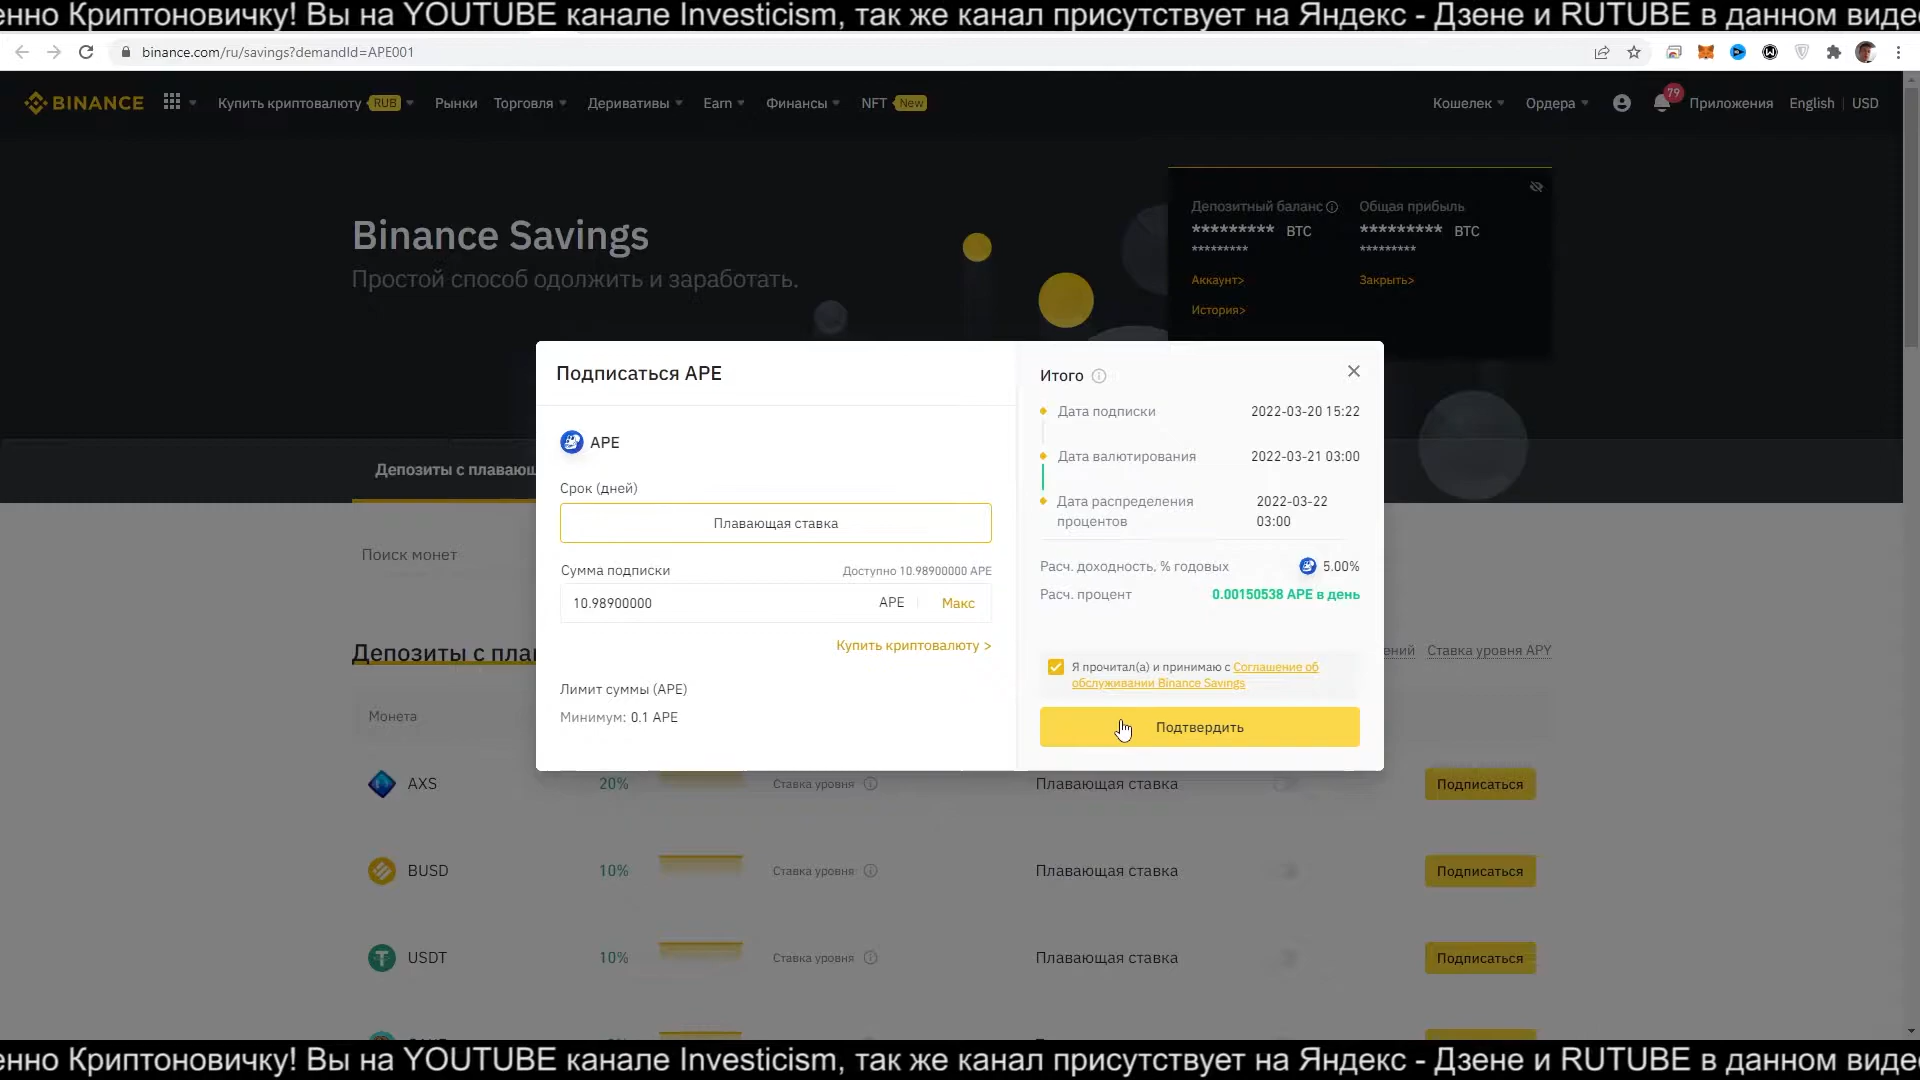 енно Криптоновичку! Вы на YOUTUBE канале Investicism, так же канал присутствует на Яндекс - Дзене и RUTUBE в данном видео
binance.com/ru/savings?demandId=APE001
BINANCE Купить криптовалюту RUB Рынки Торговля Деривативы Earn Финансы NFT New Кошелек Ордера 79 Приложения English USD
Binance Savings
Простой способ одолжить и заработать.
Депозитный баланс Общая прибыль
********* BTC ********* BTC
********* *********
Аккаунт> Закрыть>
История>
Депозиты с плавающ
Поиск монет
Депозиты с пла
ений Ставка уровня APY
Монета
Подписаться APE
APE
Срок (дней)
Плавающая ставка
Сумма подписки Доступно 10.98900000 APE
10.98900000 APE Макс
Купить криптовалюту >
Лимит суммы (APE)
Минимум: 0.1 APE
Итого
Дата подписки 2022-03-20 15:22
Дата валютирования 2022-03-21 03:00
Дата распределения 2022-03-22
процентов 03:00
Расч. доходность, % годовых 5.00%
Расч. процент 0.00150538 APE в день
Я прочитал(а) и принимаю с Соглашение об
обслуживании Binance Savings
Подтвердить
AXS 20% Ставка уровня Плавающая ставка Подписаться
BUSD 10% Ставка уровня Плавающая ставка Подписаться
USDT 10% Ставка уровня Плавающая ставка Подписаться
енно Криптоновичку! Вы на YOUTUBE канале Investicism, так же канал присутствует на Яндекс - Дзене и RUTUBE в данном видео